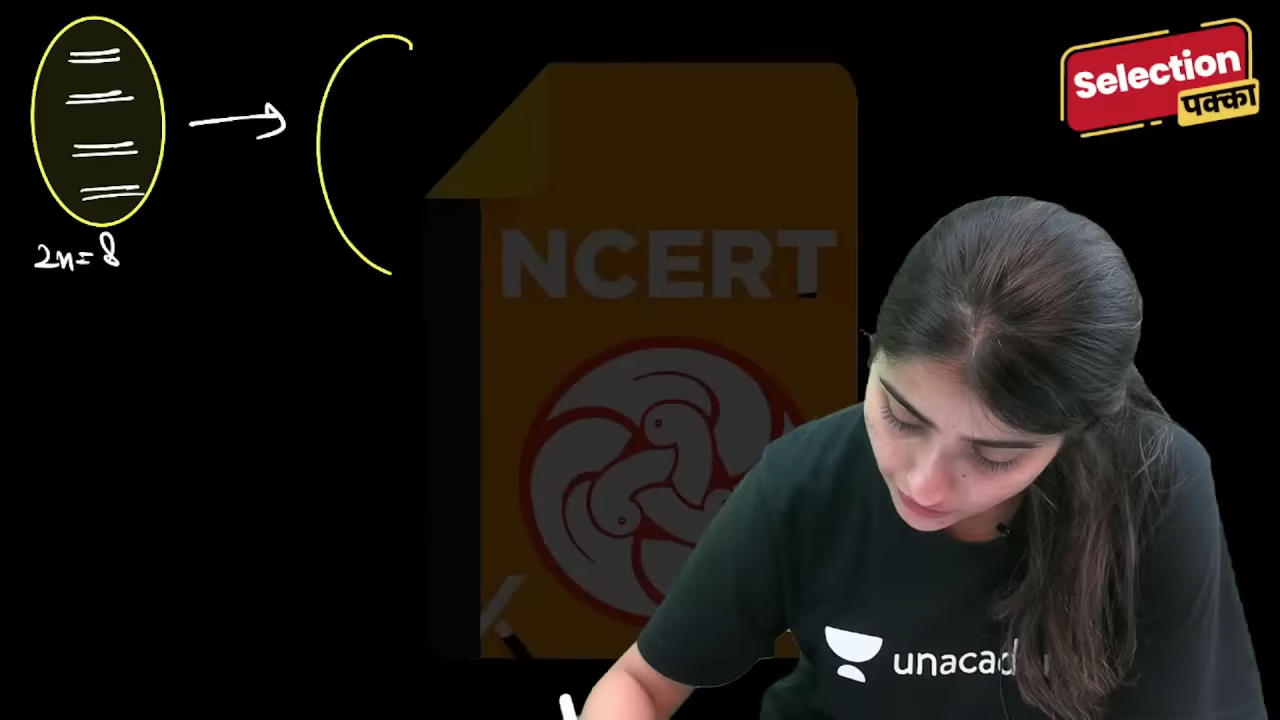 Selection
पक्का
2n=8
NCERT
unacad